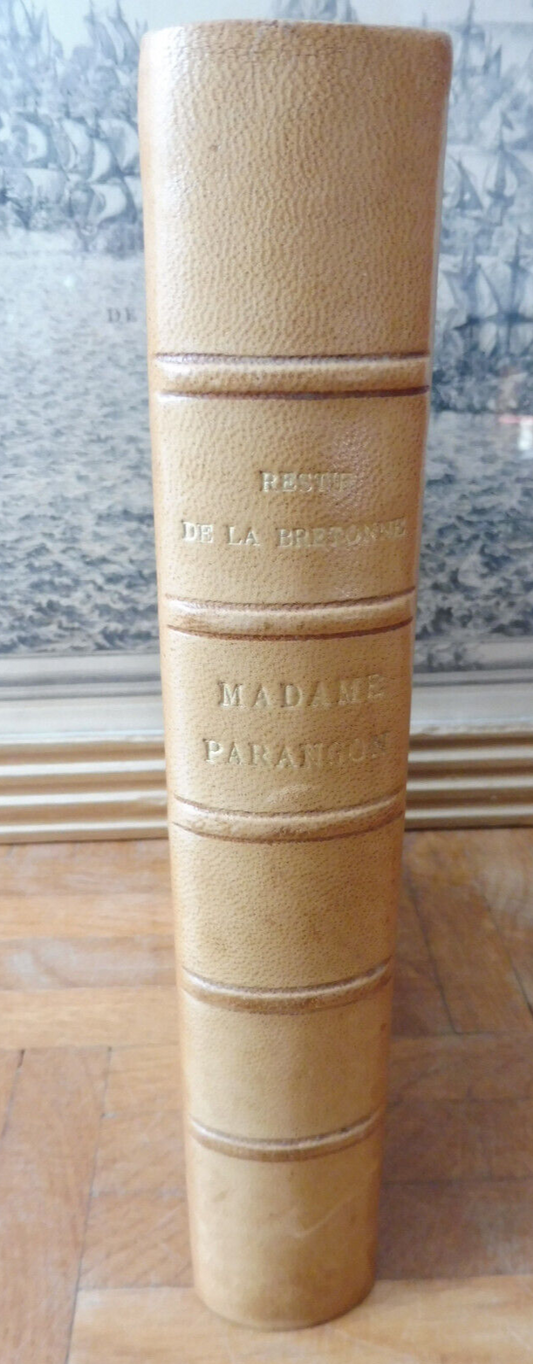 RESTIF
DE LA BRETONNE
MADAME
PARANGON
DE